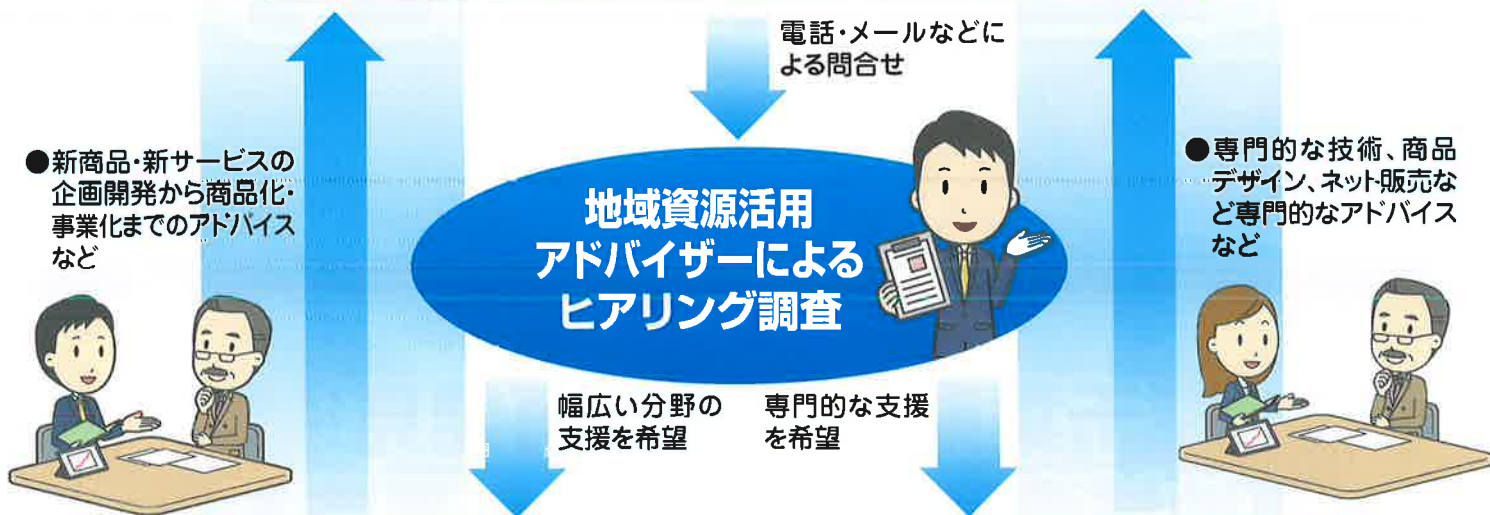 電話・メールなどに
よる問合せ
●新商品・新サービスの
企画開発から商品化・
事業化までのアドバイス
など
地域資源活用
アドバイザーによる
ヒアリング調査
●専門的な技術、商品
デザイン、ネット販売な
ど専門的なアドバイス
など
幅広い分野の
支援を希望
専門的な支援
を希望